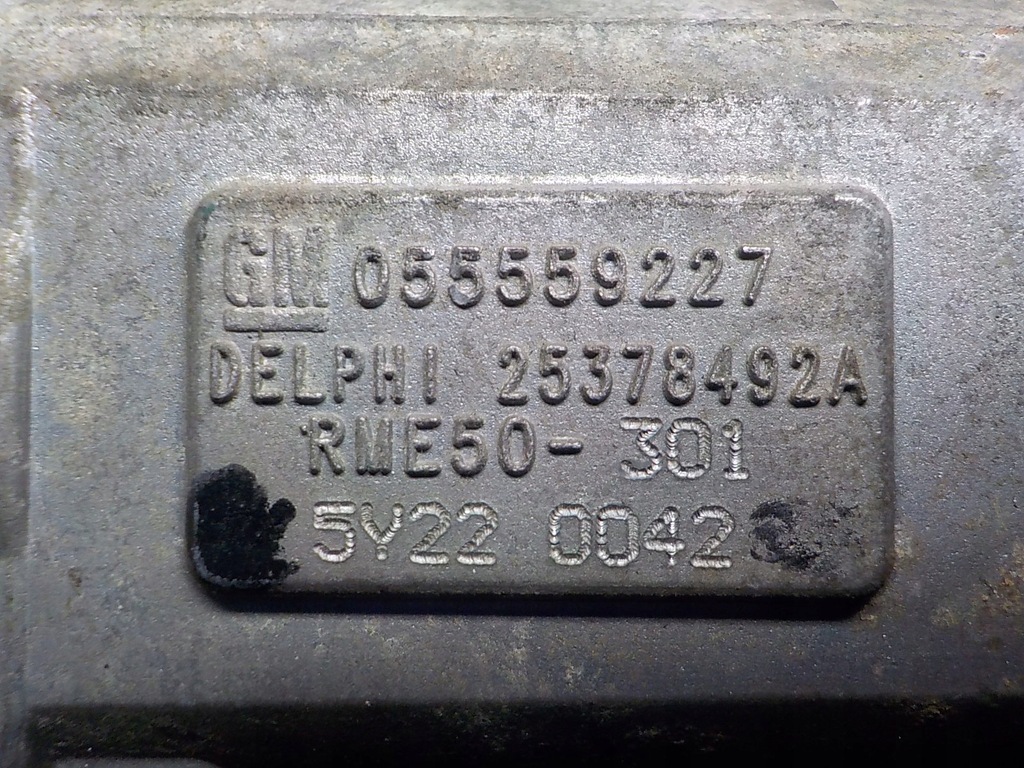 GM 055559227
DELPHI 25378492A
RME50- 301
5Y22 0042